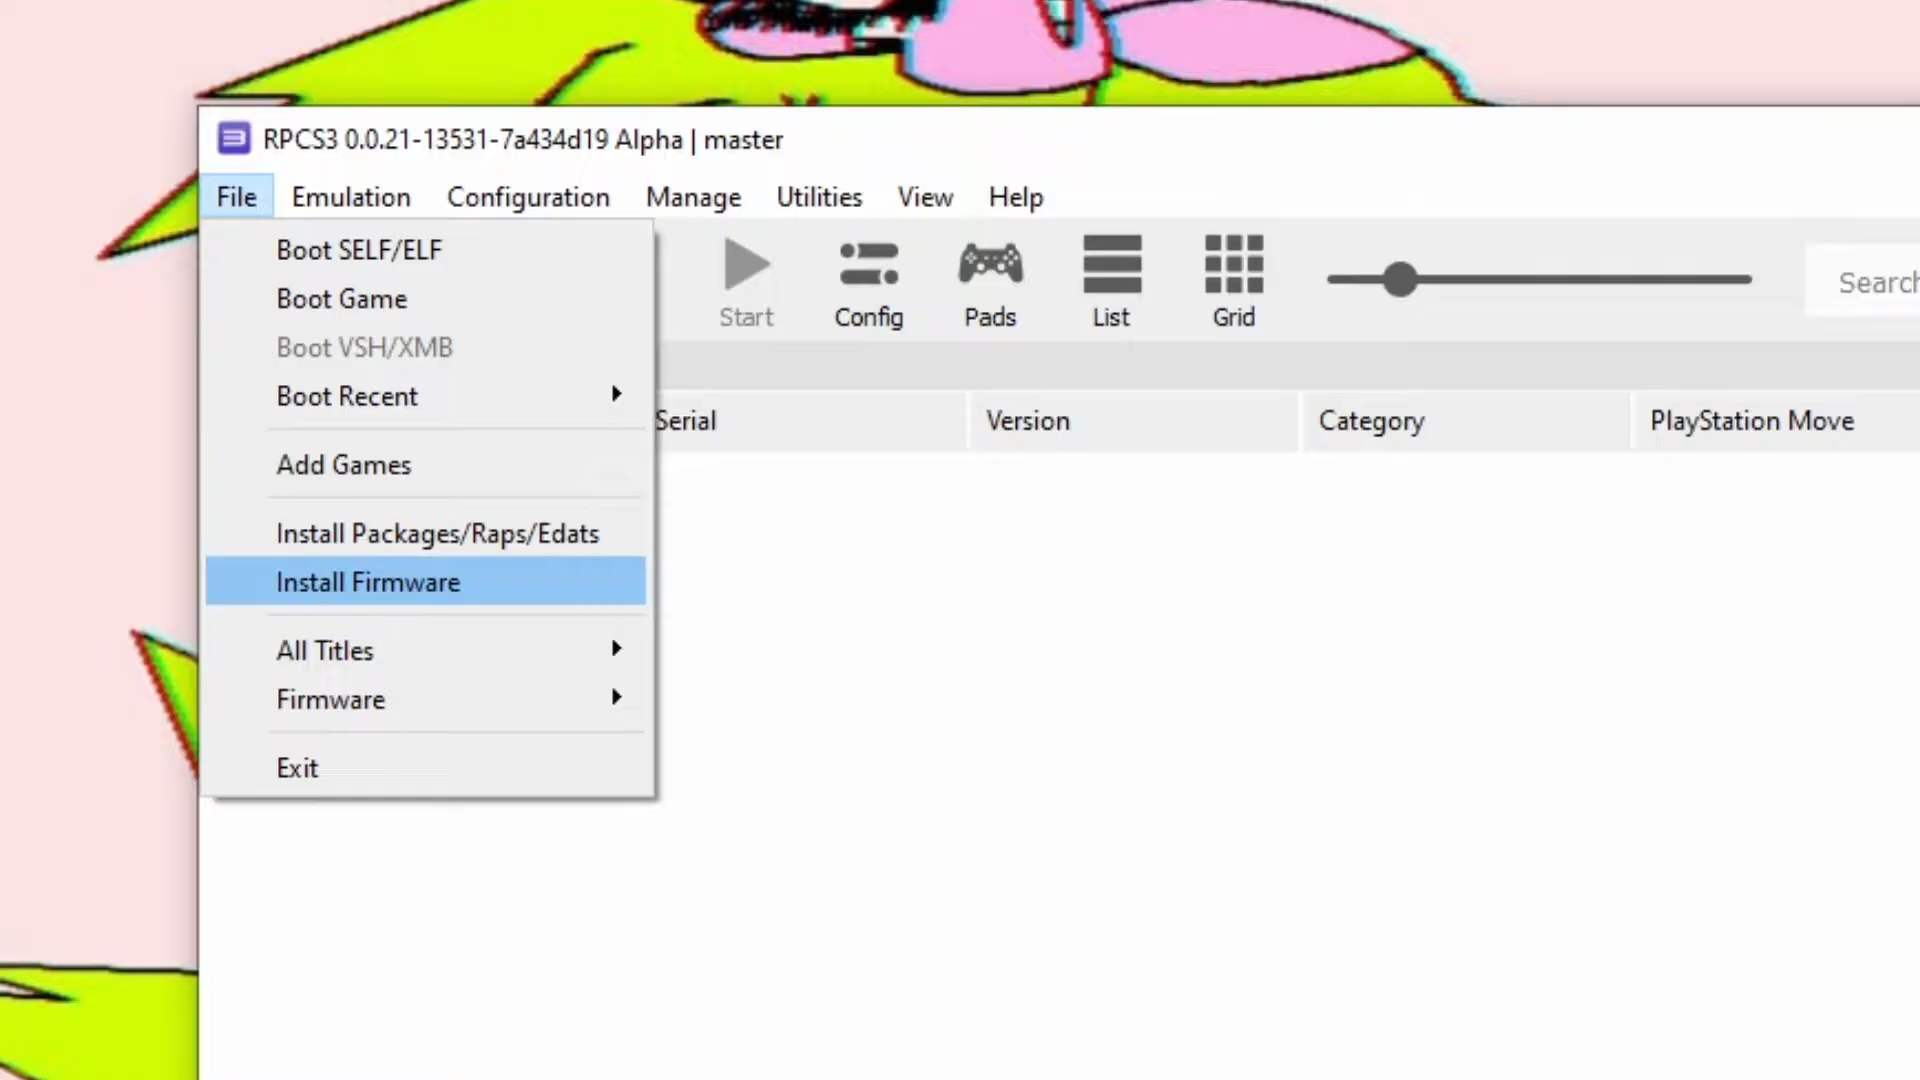 RPCS3 0.0.21-13531-7a434d19 Alpha | master
File Emulation Configuration Manage Utilities View Help
Boot SELF/ELF
Boot Game
Boot VSH/XMB
Boot Recent
Add Games
Install Packages/Raps/Edats
Install Firmware
All Titles
Firmware
Exit
Start Config Pads List Grid
Search
Serial Version Category PlayStation Move